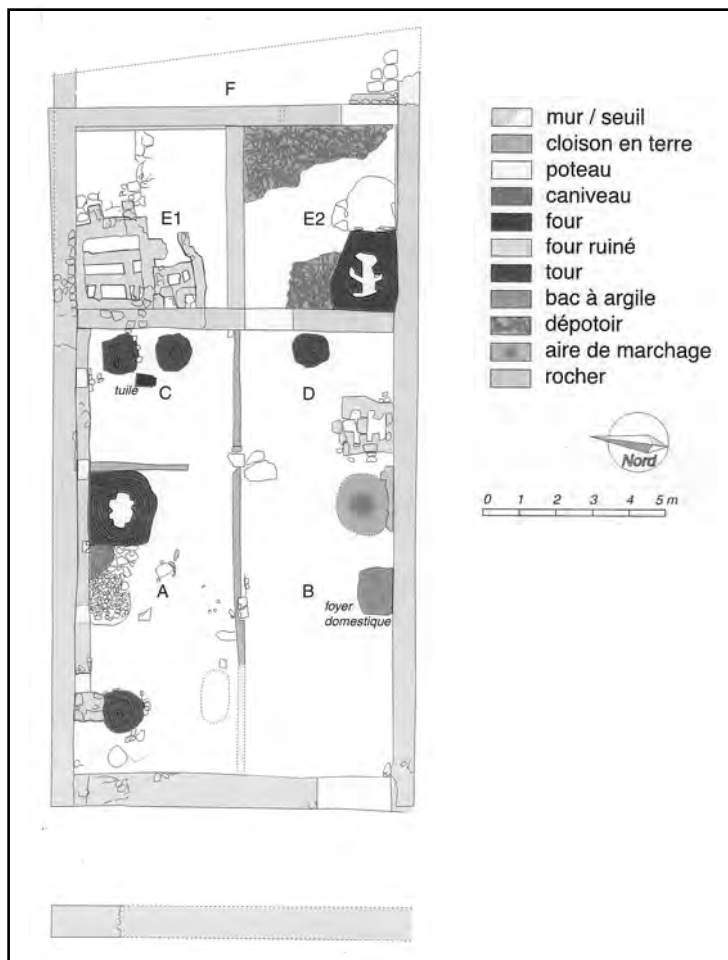 F
E1
E2
tuile
C
D
A
B
foyer
domestique
mur / seuil
cloison en terre
poteau
caniveau
four
four ruiné
tour
bac à argile
dépotoir
aire de marchage
rocher
Nord
0 1 2 3 4 5 m